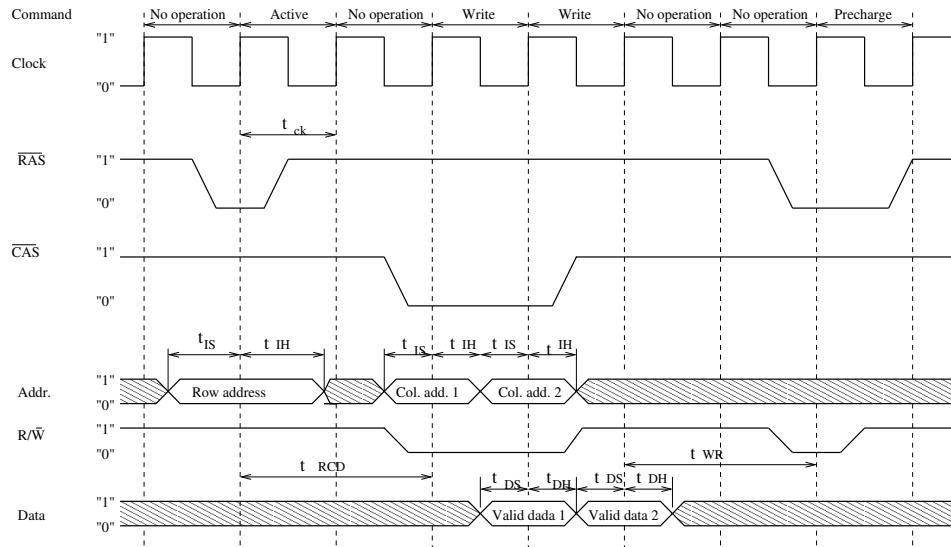 Command No operation Active No operation Write Write No operation No operation Precharge
"1"
Clock
"0"
t ck
RAS "1"
"0"
CAS "1"
"0"
t IS t IH t IS t IH t IS t IH
Addr. "1" Row address Col. add. 1 Col. add. 2
"0"
R/W̄ "1"
"0"
t WR
t RCD
t DS t DH t DS t DH
"1"
Data Valid dada 1 Valid data 2
"0"